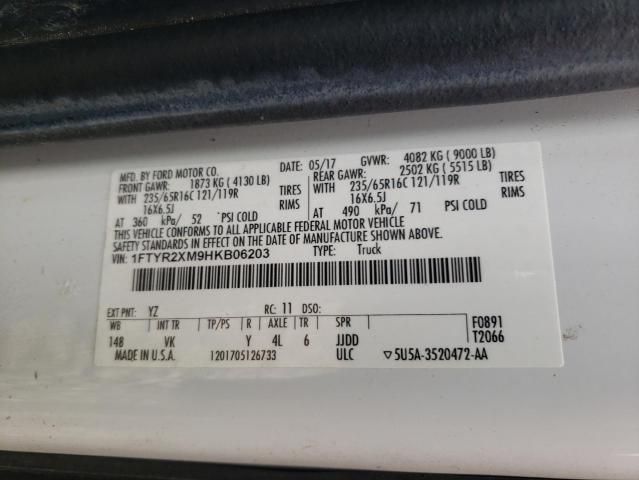 MFD. BY FORD MOTOR CO.
DATE: 05/17 GVWR: 4082 KG ( 9000 LB)
FRONT GAWR: 1873 KG ( 4130 LB)
REAR GAWR: 2502 KG ( 5515 LB)
WITH 235/65R16C 121/119R TIRES
WITH 235/65R16C 121/119R TIRES
16X6.5J RIMS
16X6.5J RIMS
AT 360 kPa/ 52 PSI COLD
AT 490 kPa/ 71 PSI COLD
THIS VEHICLE CONFORMS TO ALL APPLICABLE FEDERAL MOTOR VEHICLE
SAFETY BUMPER, AND THEFT PREVENTION STANDARDS IN EFFECT ON THE DATE OF MANUFACTURE SHOWN ABOVE.
VIN: 1FTYR2XM9HKB06203
TYPE: Truck
EXT PNT: YZ RC: 11 DSO:
WB INT TR TP/PS R AXLE TR SPR
F0891
148 VK Y 4L 6 JJDD
T2066
MADE IN U.S.A. 1201705126733 ULC ▽5U5A-3520472-AA